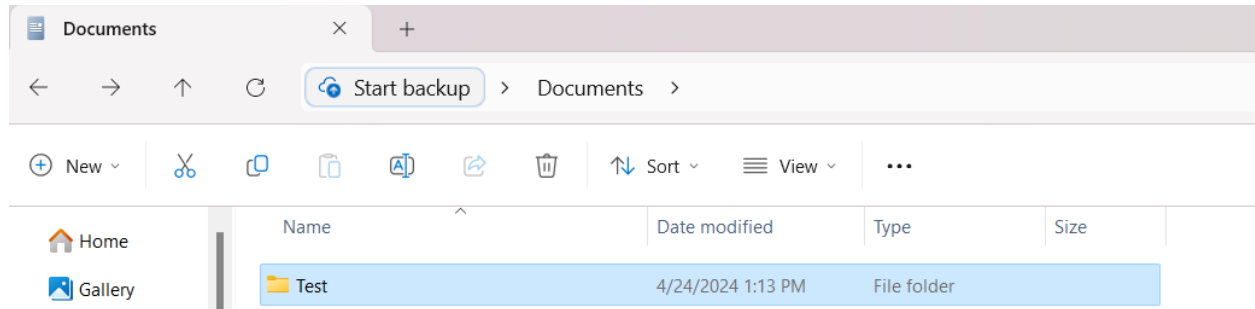 Documents
Start backup > Documents >
New Sort View ...
Name Date modified Type Size
Home
Gallery
Test 4/24/2024 1:13 PM File folder